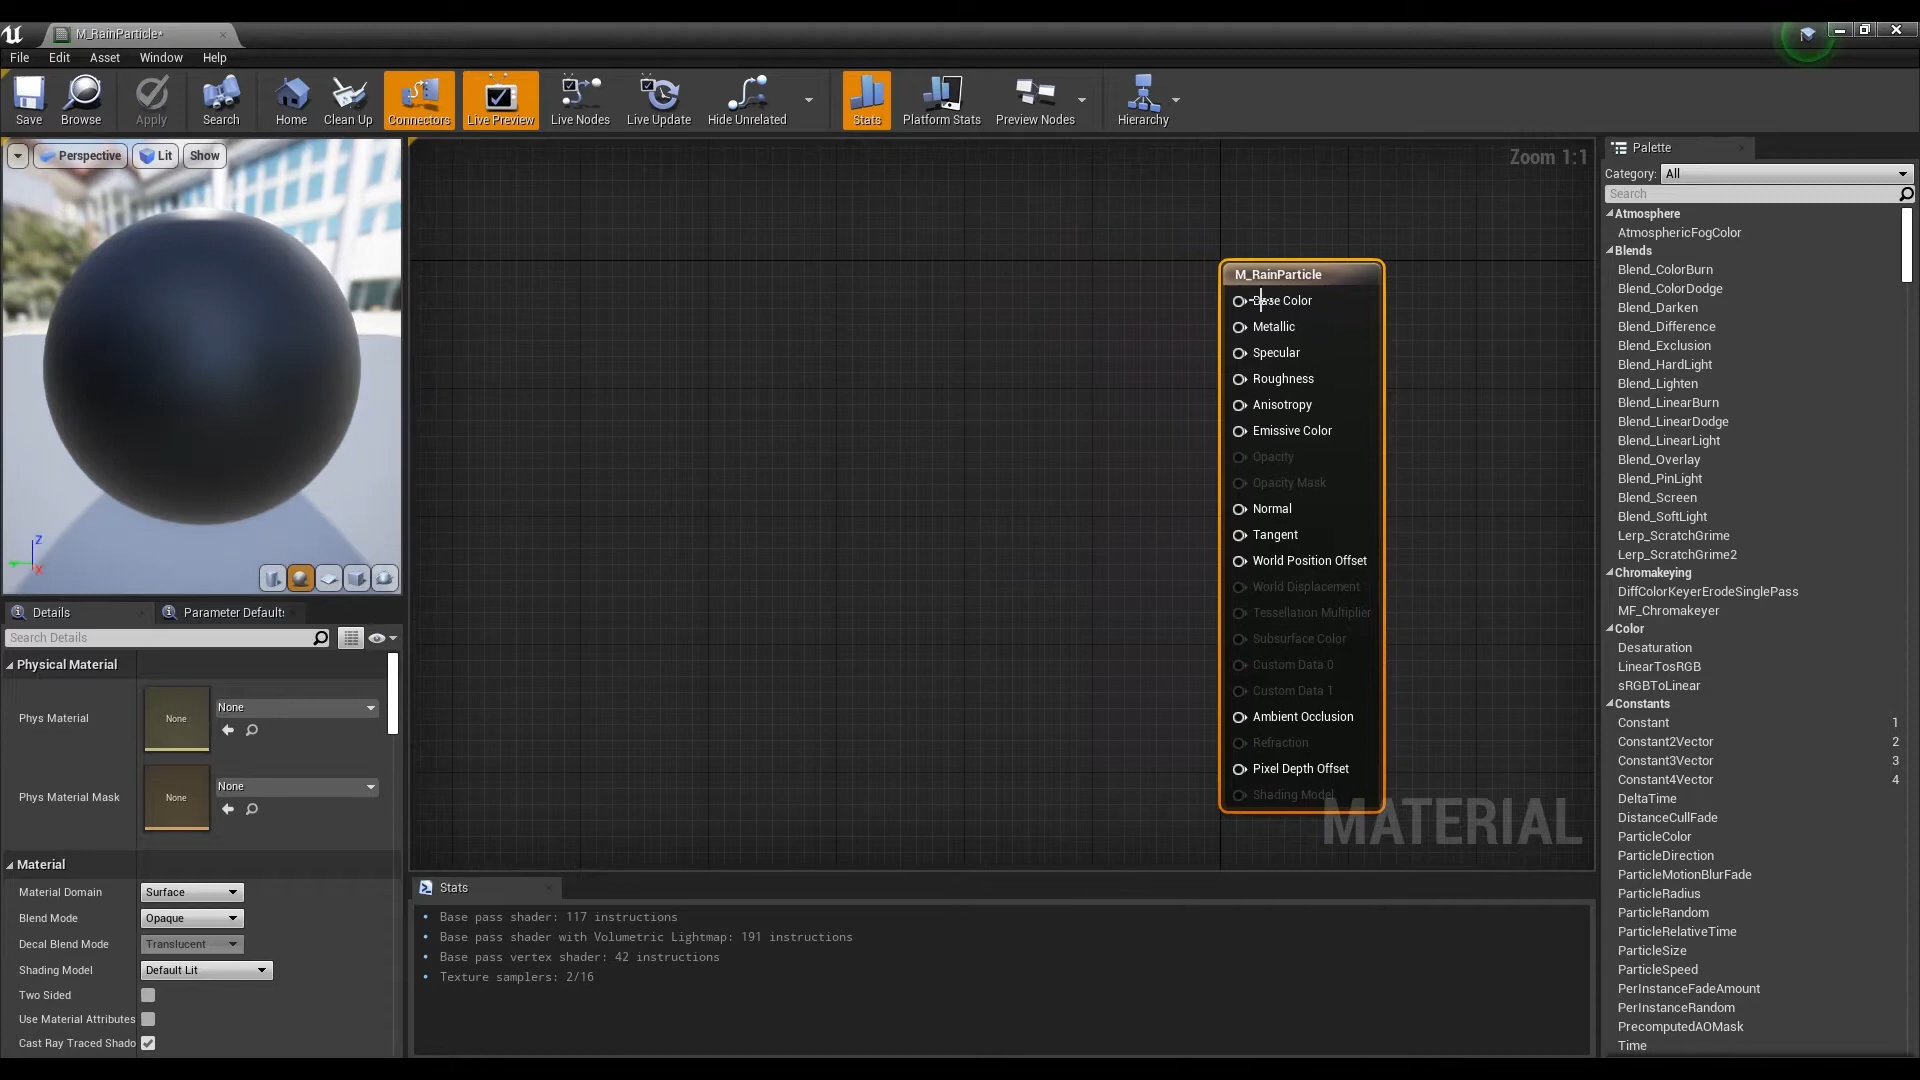 M_RainParticle*
File Edit Asset Window Help
Save Browse Apply Search Home Clean Up Connectors Live Preview Live Nodes Live Update Hide Unrelated Stats Platform Stats Preview Nodes Hierarchy
Perspective Lit Show
Z
X
Zoom 1:1
M_RainParticle
Base Color
Metallic
Specular
Roughness
Anisotropy
Emissive Color
Opacity
Opacity Mask
Normal
Tangent
World Position Offset
World Displacement
Tessellation Multiplier
Subsurface Color
Custom Data 0
Custom Data 1
Ambient Occlusion
Refraction
Pixel Depth Offset
Shading Model
MATERIAL
Details Parameter Defaults
Search Details
Physical Material
Phys Material None None
Phys Material Mask None None
Material
Material Domain Surface
Blend Mode Opaque
Decal Blend Mode Translucent
Shading Model Default Lit
Two Sided
Use Material Attributes
Cast Ray Traced Shado
Stats
Base pass shader: 117 instructions
Base pass shader with Volumetric Lightmap: 191 instructions
Base pass vertex shader: 42 instructions
Texture samplers: 2/16
Palette
Category: All
Search
Atmosphere
AtmosphericFogColor
Blends
Blend_ColorBurn
Blend_ColorDodge
Blend_Darken
Blend_Difference
Blend_Exclusion
Blend_HardLight
Blend_Lighten
Blend_LinearBurn
Blend_LinearDodge
Blend_LinearLight
Blend_Overlay
Blend_PinLight
Blend_Screen
Blend_SoftLight
Lerp_ScratchGrime
Lerp_ScratchGrime2
Chromakeying
DiffColorKeyerErodeSinglePass
MF_Chromakeyer
Color
Desaturation
LinearTosRGB
sRGBToLinear
Constants
Constant 1
Constant2Vector 2
Constant3Vector 3
Constant4Vector 4
DeltaTime
DistanceCullFade
ParticleColor
ParticleDirection
ParticleMotionBlurFade
ParticleRadius
ParticleRandom
ParticleRelativeTime
ParticleSize
ParticleSpeed
PerInstanceFadeAmount
PerInstanceRandom
PrecomputedAOMask
Time